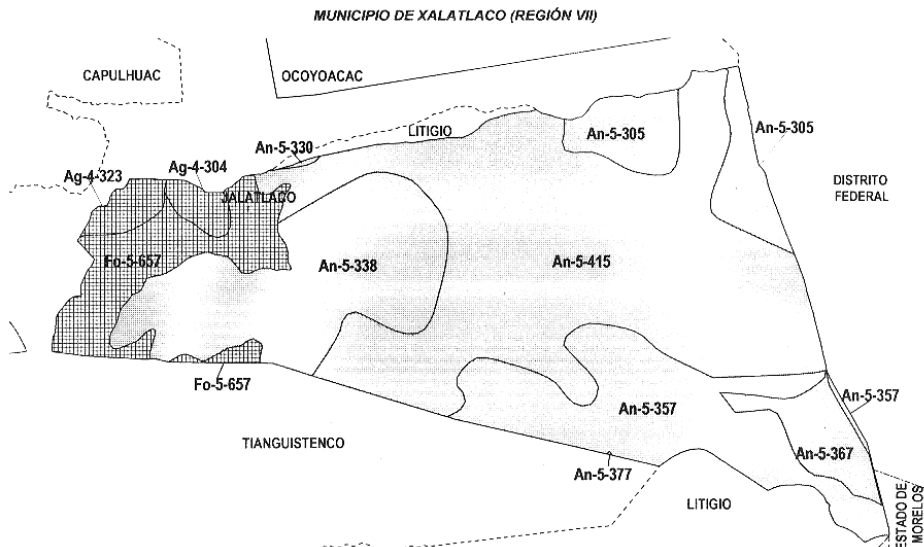 MUNICIPIO DE XALATLACO (REGIÓN VII)
CAPULHUAC
OCOYOACAC
LITIGIO
An-5-305
An-5-305
An-5-330
Ag-4-304
Ag-4-323
JALATLACO
DISTRITO
FEDERAL
Fo-5-657
An-5-338
An-5-415
Fo-5-657
An-5-357
An-5-357
TIANGUISTENCO
An-5-367
An-5-377
LITIGIO
ESTADO DE
MORELOS